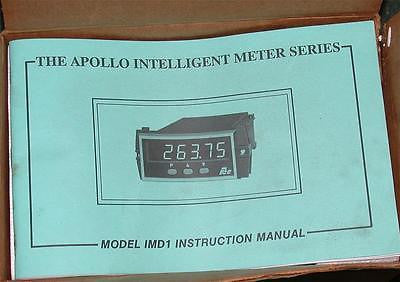 THE APOLLO INTELLIGENT METER SERIES
263.75
P
MODEL IMD1 INSTRUCTION MANUAL